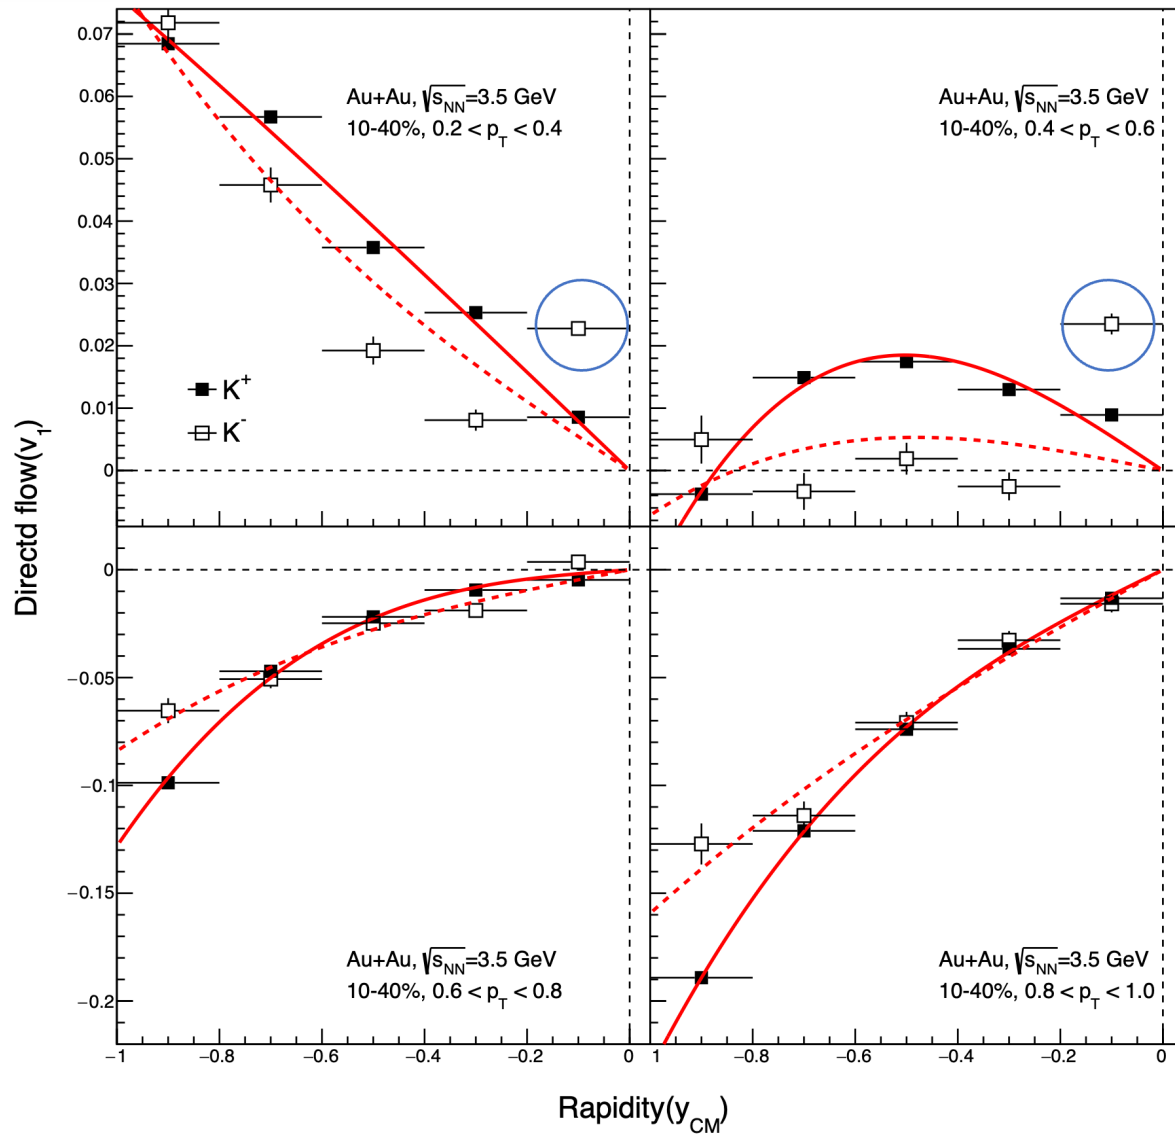 Directd flow(v₁)
0.07
0.06
0.05
0.04
0.03
0.02
0.01
0
Au+Au, √s_NN=3.5 GeV
10-40%, 0.2 < p_T < 0.4
K⁺
K⁻
Au+Au, √s_NN=3.5 GeV
10-40%, 0.4 < p_T < 0.6
0
−0.05
−0.1
−0.15
−0.2
Au+Au, √s_NN=3.5 GeV
10-40%, 0.6 < p_T < 0.8
Au+Au, √s_NN=3.5 GeV
10-40%, 0.8 < p_T < 1.0
−1 −0.8 −0.6 −0.4 −0.2 0
1 −0.8 −0.6 −0.4 −0.2 0
Rapidity(y_CM)